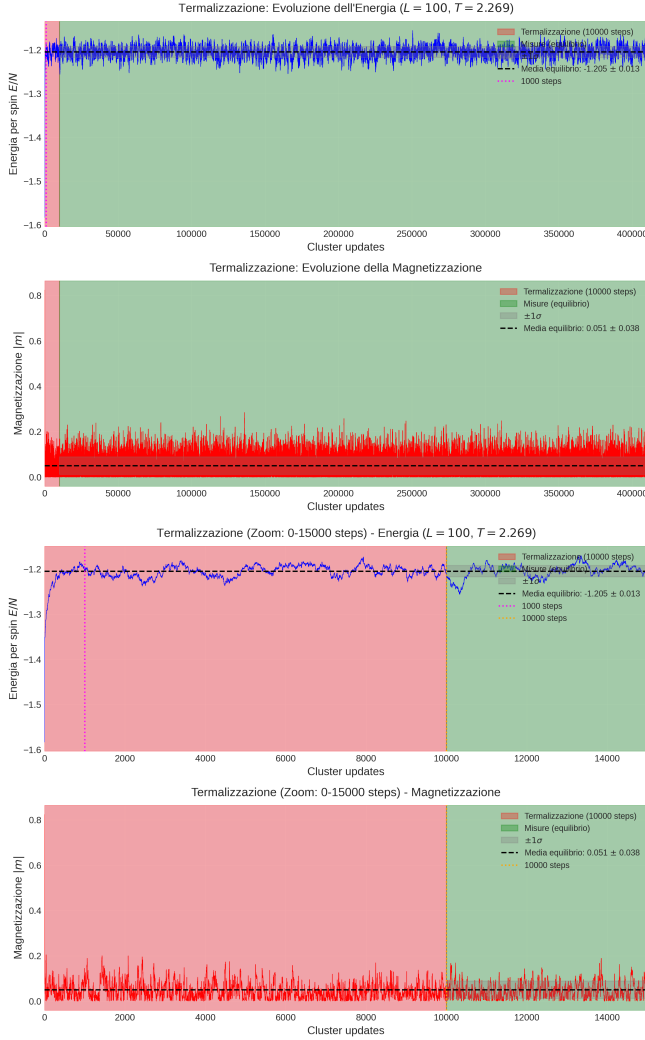 Termalizzazione: Evoluzione dell'Energia (L = 100, T = 2.269)
Energia per spin E/N
−1.2
−1.3
−1.4
−1.5
−1.6
Termalizzazione (10000 steps)
Misure (equilibrio)
±1σ
Media equilibrio: -1.205 ± 0.013
1000 steps
0
50000
100000
150000
200000
250000
300000
350000
400000
Cluster updates
Termalizzazione: Evoluzione della Magnetizzazione
Magnetizzazione |m|
0.8
0.6
0.4
0.2
0.0
Termalizzazione (10000 steps)
Misure (equilibrio)
±1σ
Media equilibrio: 0.051 ± 0.038
0
50000
100000
150000
200000
250000
300000
350000
400000
Cluster updates
Termalizzazione (Zoom: 0-15000 steps) - Energia (L = 100, T = 2.269)
Energia per spin E/N
−1.2
−1.3
−1.4
−1.5
−1.6
Termalizzazione (10000 steps)
Misure (equilibrio)
±1σ
Media equilibrio: -1.205 ± 0.013
1000 steps
10000 steps
0
2000
4000
6000
8000
10000
12000
14000
Cluster updates
Termalizzazione (Zoom: 0-15000 steps) - Magnetizzazione
Magnetizzazione |m|
0.8
0.6
0.4
0.2
0.0
Termalizzazione (10000 steps)
Misure (equilibrio)
±1σ
Media equilibrio: 0.051 ± 0.038
10000 steps
0
2000
4000
6000
8000
10000
12000
14000
Cluster updates